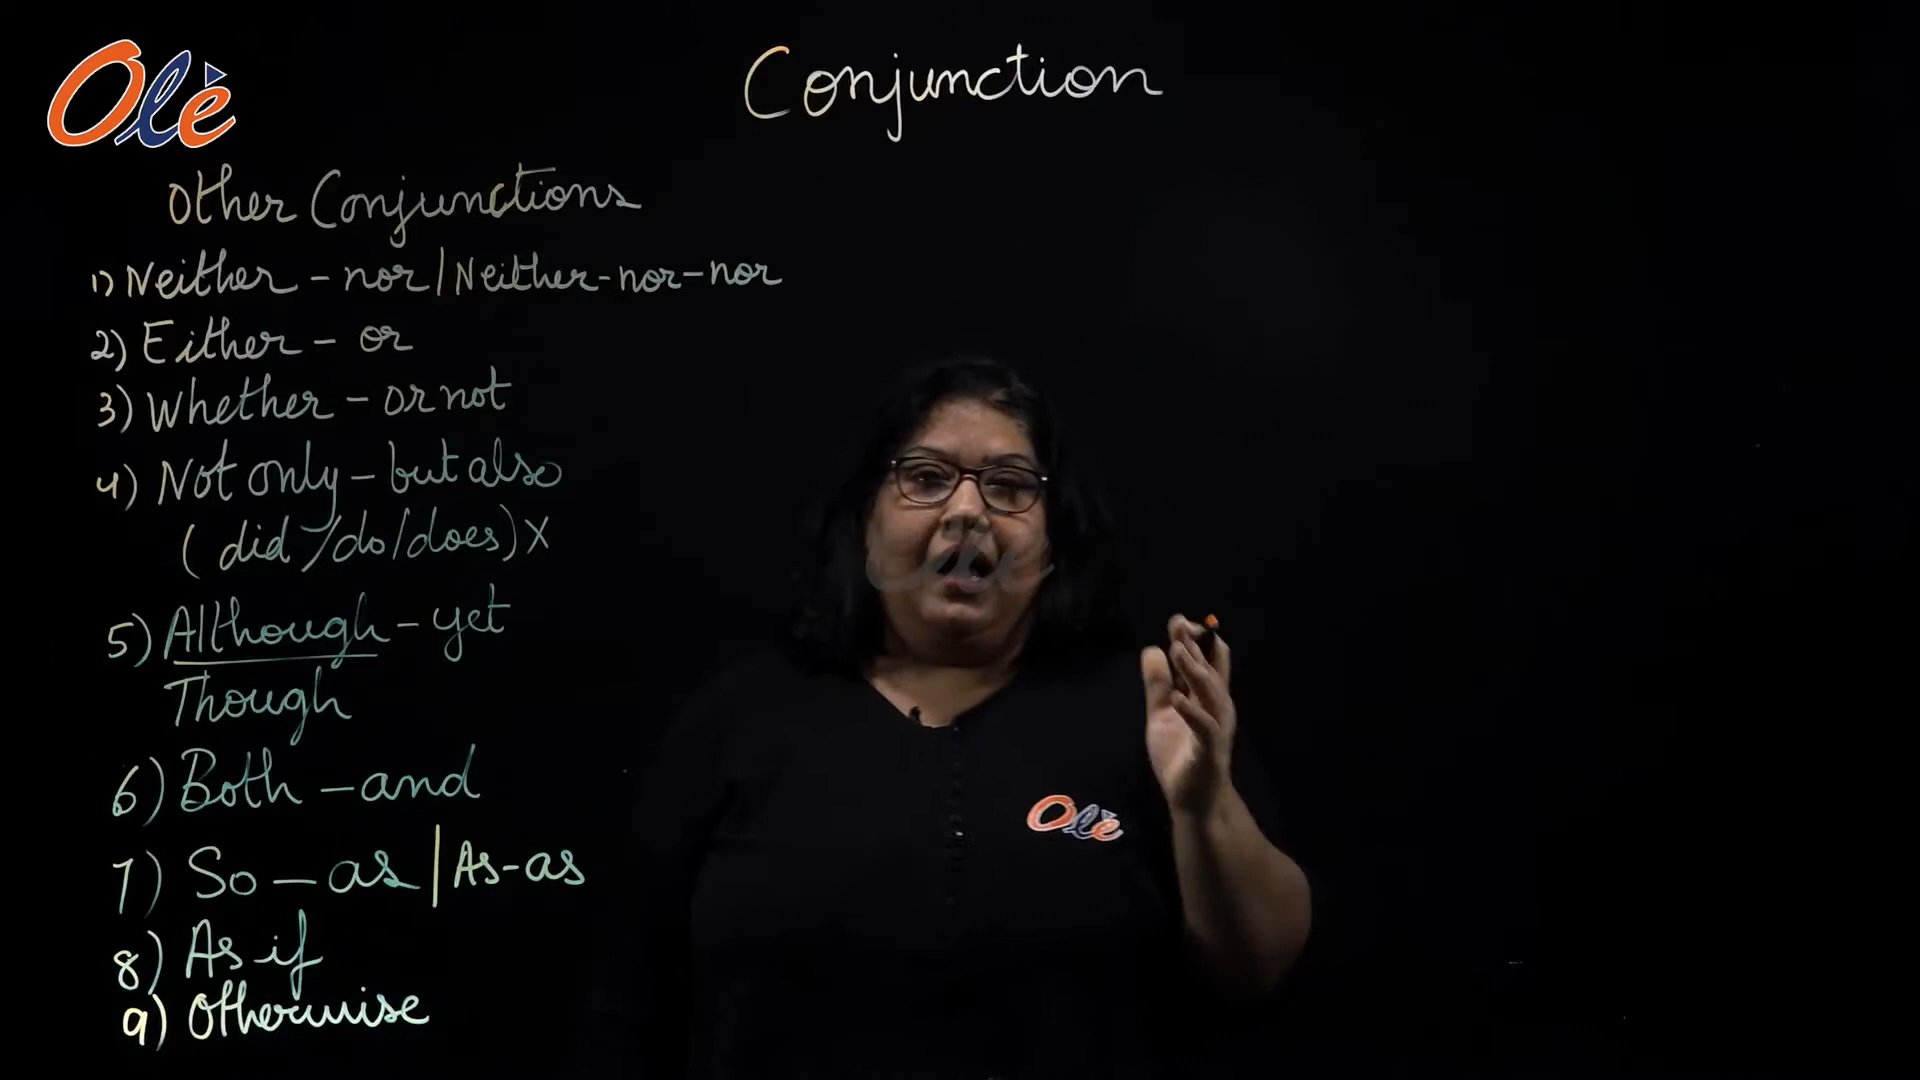 Olè
Conjunction
Other Conjunctions
1) Neither - nor | Neither-nor-nor
2) Either - or
3) Whether - or not
4) Not only - but also
(did/do/does) X
5) Although - yet
Though
6) Both - and
7) So - as | As-as
8) As if
9) Otherwise
Olè